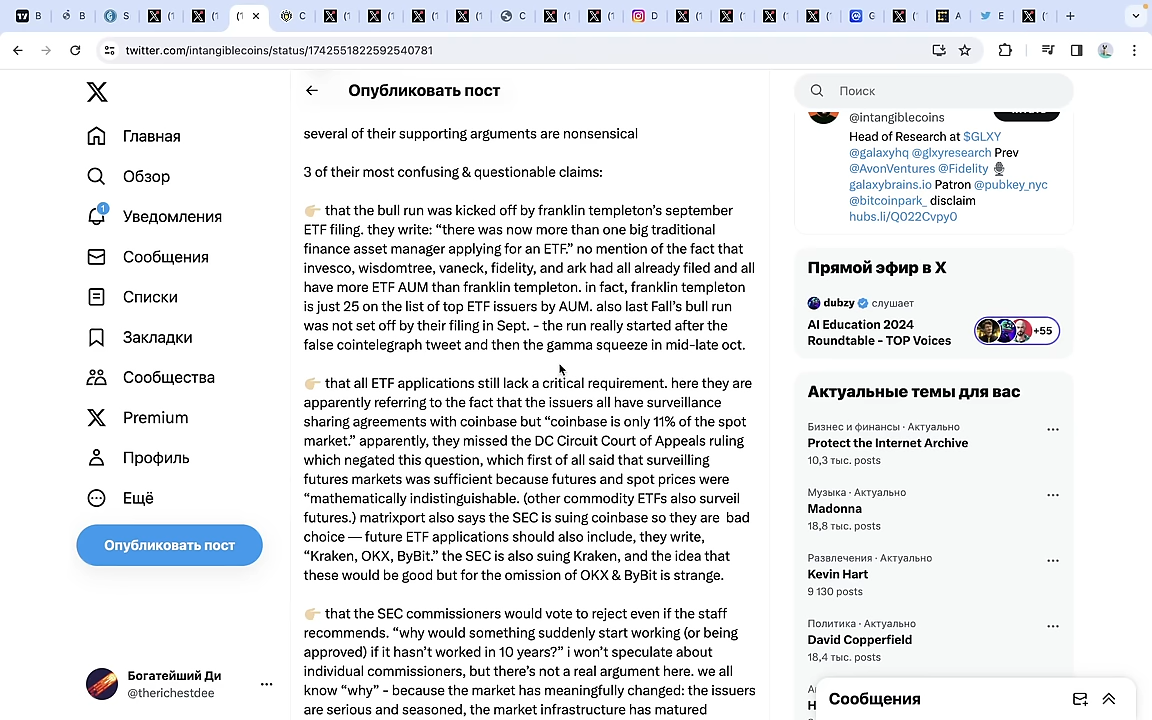 twitter.com/intangiblecoins/status/1742551822592540781
Опубликовать пост
Поиск
Главная
Обзор
1
Уведомления
Сообщения
Списки
Закладки
Сообщества
Premium
Профиль
Ещё
Опубликовать пост
Богатейший Ди
@therichestdee
several of their supporting arguments are nonsensical
3 of their most confusing & questionable claims:
👉🏼 that the bull run was kicked off by franklin templeton’s september
ETF filing. they write: “there was now more than one big traditional
finance asset manager applying for an ETF.” no mention of the fact that
invesco, wisdomtree, vaneck, fidelity, and ark had all already filed and all
have more ETF AUM than franklin templeton. in fact, franklin templeton
is just 25 on the list of top ETF issuers by AUM. also last Fall’s bull run
was not set off by their filing in Sept. - the run really started after the
false cointelegraph tweet and then the gamma squeeze in mid-late oct.
👉🏼 that all ETF applications still lack a critical requirement. here they are
apparently referring to the fact that the issuers all have surveillance
sharing agreements with coinbase but “coinbase is only 11% of the spot
market.” apparently, they missed the DC Circuit Court of Appeals ruling
which negated this question, which first of all said that surveilling
futures markets was sufficient because futures and spot prices were
“mathematically indistinguishable. (other commodity ETFs also surveil
futures.) matrixport also says the SEC is suing coinbase so they are  bad
choice — future ETF applications should also include, they write,
“Kraken, OKX, ByBit.” the SEC is also suing Kraken, and the idea that
these would be good but for the omission of OKX & ByBit is strange.
👉🏼 that the SEC commissioners would vote to reject even if the staff
recommends. “why would something suddenly start working (or being
approved) if it hasn’t worked in 10 years?” i won’t speculate about
individual commissioners, but there’s not a real argument here. we all
know “why” - because the market has meaningfully changed: the issuers
are serious and seasoned, the market infrastructure has matured
@intangiblecoins
Head of Research at $GLXY
@galaxyhq @glxyresearch Prev
@AvonVentures @Fidelity 🎙️
galaxybrains.io Patron @pubkey_nyc
@bitcoinpark_ disclaim
hubs.li/Q022Cvpy0
Прямой эфир в X
dubzy слушает
AI Education 2024
Roundtable - TOP Voices
+55
Актуальные темы для вас
Бизнес и финансы · Актуально
Protect the Internet Archive
10,3 тыс. posts
Музыка · Актуально
Madonna
18,8 тыс. posts
Развлечения · Актуально
Kevin Hart
9 130 posts
Политика · Актуально
David Copperfield
18,4 тыс. posts
Сообщения